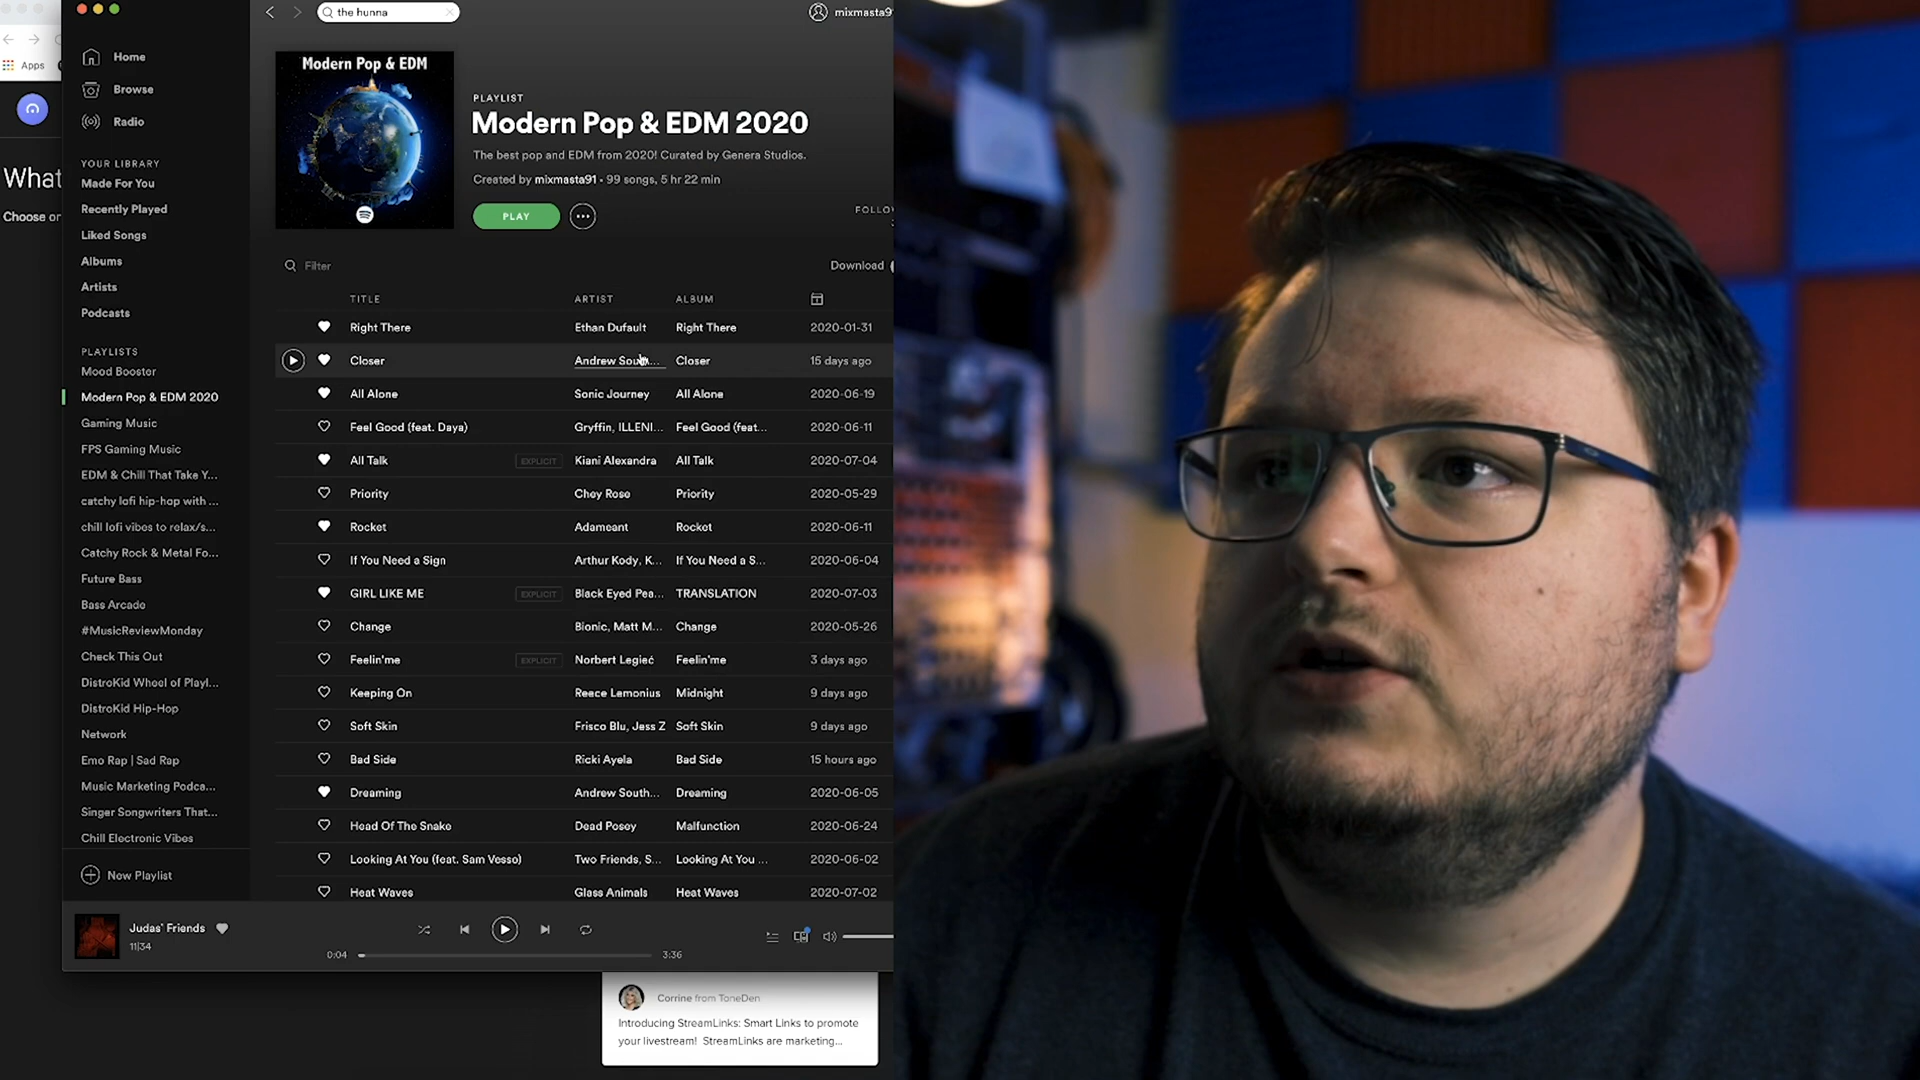 the hunna
mixmasta9
Home
Browse
Radio
YOUR LIBRARY
Made For You
Recently Played
Liked Songs
Albums
Artists
Podcasts
PLAYLISTS
Mood Booster
Modern Pop & EDM 2020
Gaming Music
FPS Gaming Music
EDM & Chill That Take Y...
catchy lofi hip-hop with ...
chill lofi vibes to relax/s...
Catchy Rock & Metal Fo...
Future Bass
Bass Arcade
#MusicReviewMonday
Check This Out
DistroKid Wheel of Playl...
DistroKid Hip-Hop
Network
Emo Rap | Sad Rap
Music Marketing Podca...
Singer Songwriters That...
Chill Electronic Vibes
New Playlist
Apps
What
Choose or
Modern Pop & EDM
PLAYLIST
Modern Pop & EDM 2020
The best pop and EDM from 2020! Curated by Genera Studios.
Created by mixmasta91 • 99 songs, 5 hr 22 min
PLAY
FOLLO
Filter
Download
TITLE ARTIST ALBUM
Right There Ethan Dufault Right There 2020-01-31
Closer Andrew Sou... Closer 15 days ago
All Alone Sonic Journey All Alone 2020-06-19
Feel Good (feat. Daya) Gryffin, ILLENI... Feel Good (feat... 2020-06-11
All Talk EXPLICIT Kiani Alexandra All Talk 2020-07-04
Priority Chey Rose Priority 2020-05-29
Rocket Adameant Rocket 2020-06-11
If You Need a Sign Arthur Kody, K... If You Need a S... 2020-06-04
GIRL LIKE ME EXPLICIT Black Eyed Pea... TRANSLATION 2020-07-03
Change Bionic, Matt M... Change 2020-05-26
Feelin'me EXPLICIT Norbert Legieć Feelin'me 3 days ago
Keeping On Reece Lemonius Midnight 9 days ago
Soft Skin Frisco Blu, Jess Z Soft Skin 9 days ago
Bad Side Ricki Ayela Bad Side 15 hours ago
Dreaming Andrew South... Dreaming 2020-06-05
Head Of The Snake Dead Posey Malfunction 2020-06-24
Looking At You (feat. Sam Vesso) Two Friends, S... Looking At You ... 2020-06-02
Heat Waves Glass Animals Heat Waves 2020-07-02
Judas' Friends
11|34
0:04 3:36
Corrine from ToneDen
Introducing StreamLinks: Smart Links to promote
your livestream! StreamLinks are marketing...